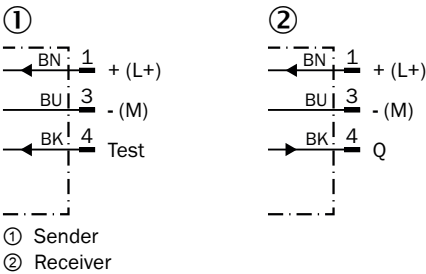 ① ②
BN 1 + (L+) BN 1 + (L+)
BU 3 - (M) BU 3 - (M)
BK 4 Test BK 4 Q
① Sender
② Receiver